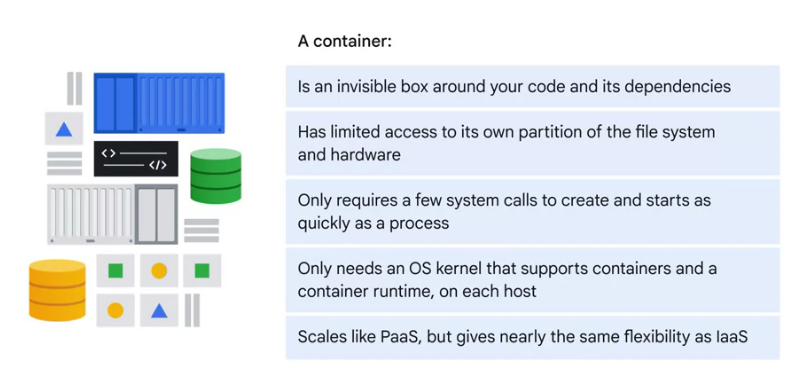 A container:
Is an invisible box around your code and its dependencies
Has limited access to its own partition of the file system
and hardware
<> 
</>
Only requires a few system calls to create and starts as
quickly as a process
Only needs an OS kernel that supports containers and a
container runtime, on each host
Scales like PaaS, but gives nearly the same flexibility as IaaS